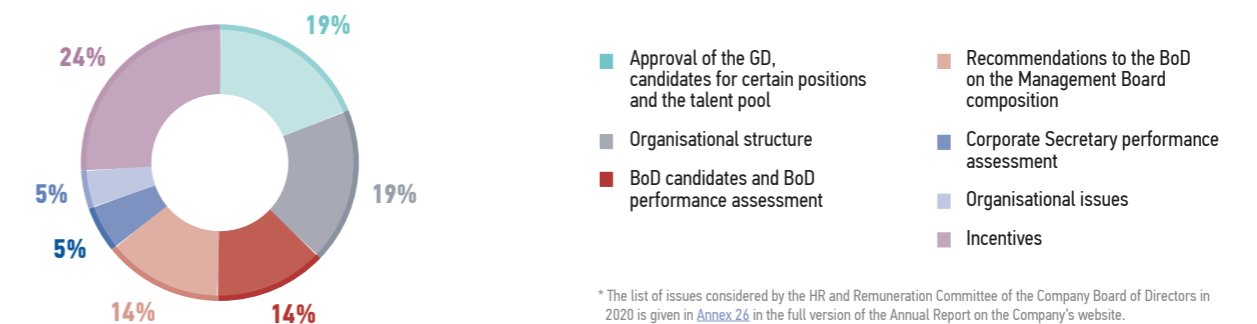 19%
24%
5%
19%
5%
14%
14%
Approval of the GD,
candidates for certain positions
and the talent pool
Organisational structure
BoD candidates and BoD
performance assessment
Recommendations to the BoD
on the Management Board
composition
Corporate Secretary performance
assessment
Organisational issues
Incentives
* The list of issues considered by the HR and Remuneration Committee of the Company Board of Directors in
2020 is given in Annex 26 in the full version of the Annual Report on the Company's website.